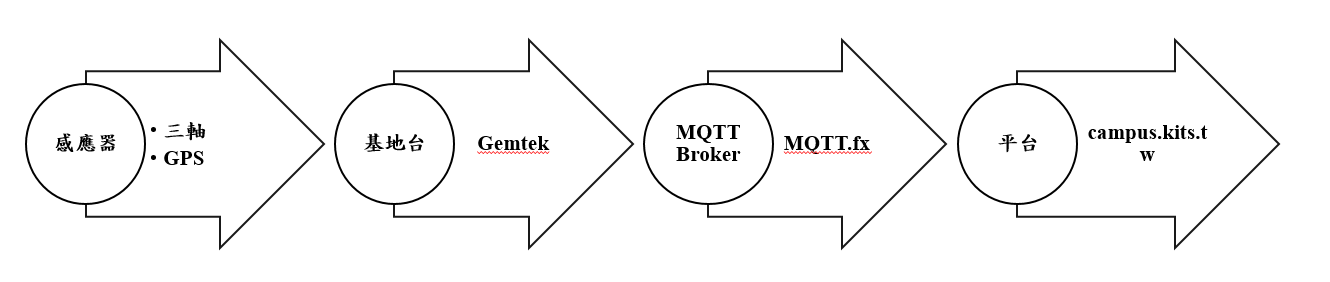 感應器
• 三軸
• GPS
基地台
Gemtek
MQTT
Broker
MQTT.fx
平台
campus.kits.t
w